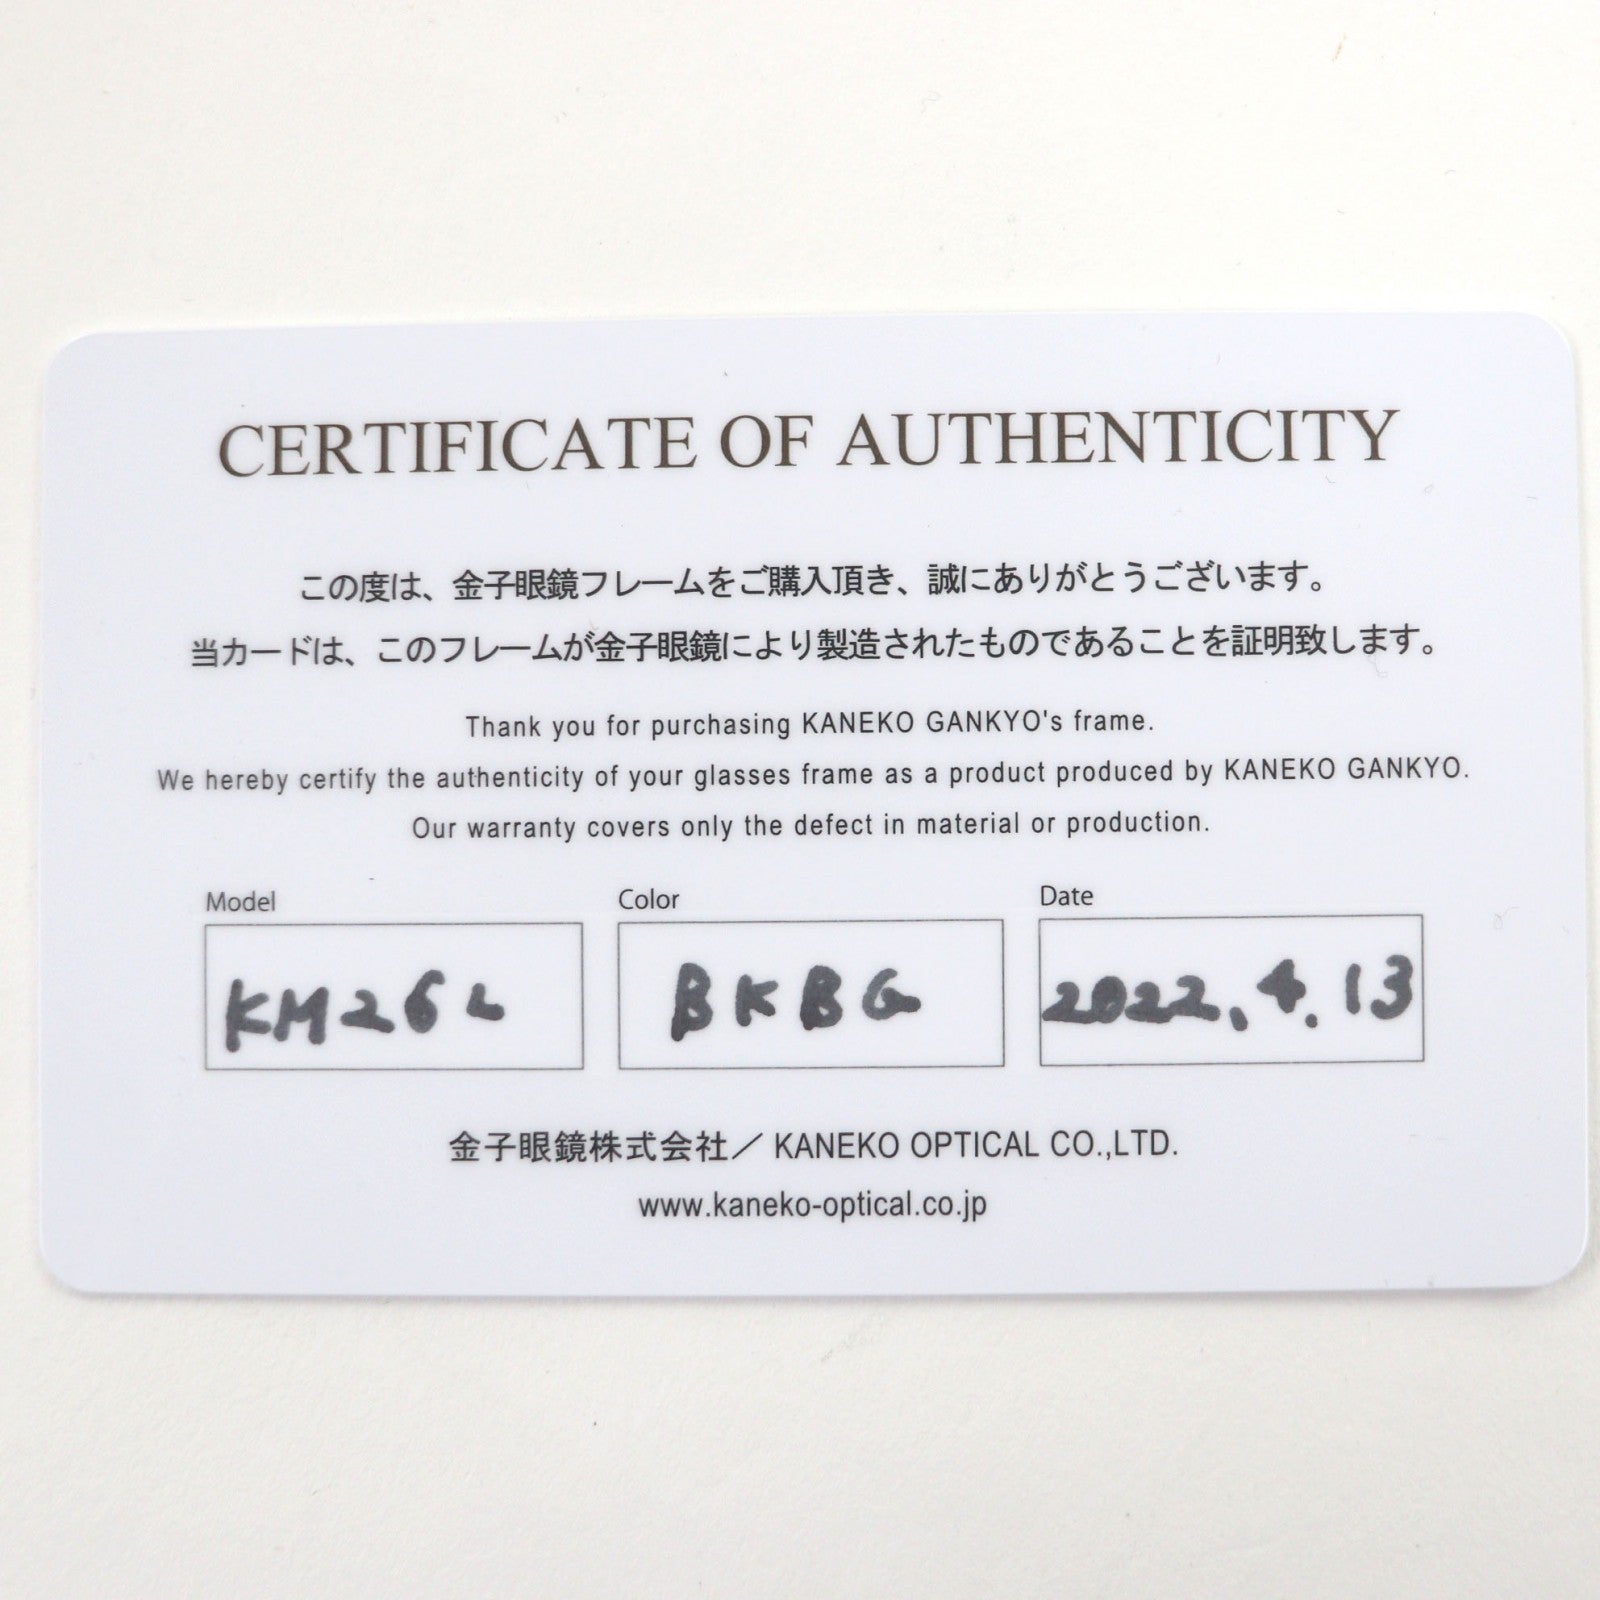 CERTIFICATE OF AUTHENTICITY
この度は、金子眼鏡フレームをご購入頂き、誠にありがとうございます。
当カードは、このフレームが金子眼鏡により製造されたものであることを証明致します。
Thank you for purchasing KANEKO GANKYO's frame.
We hereby certify the authenticity of your glasses frame as a product produced by KANEKO GANKYO.
Our warranty covers only the defect in material or production.
Model Color Date
KM26L BKBG 2022.4.13
金子眼鏡株式会社／KANEKO OPTICAL CO.,LTD.
www.kaneko-optical.co.jp